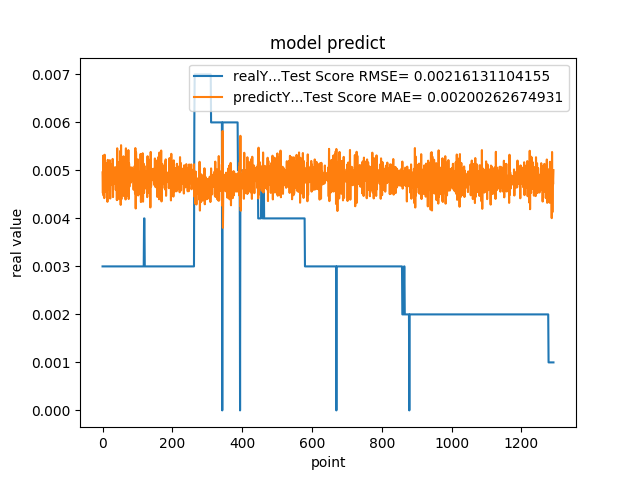 model predict
realY...Test Score RMSE= 0.00216131104155
predictY...Test Score MAE= 0.00200262674931
0.007
0.006
0.005
0.004
0.003
0.002
0.001
0.000
real value
0 200 400 600 800 1000 1200
point